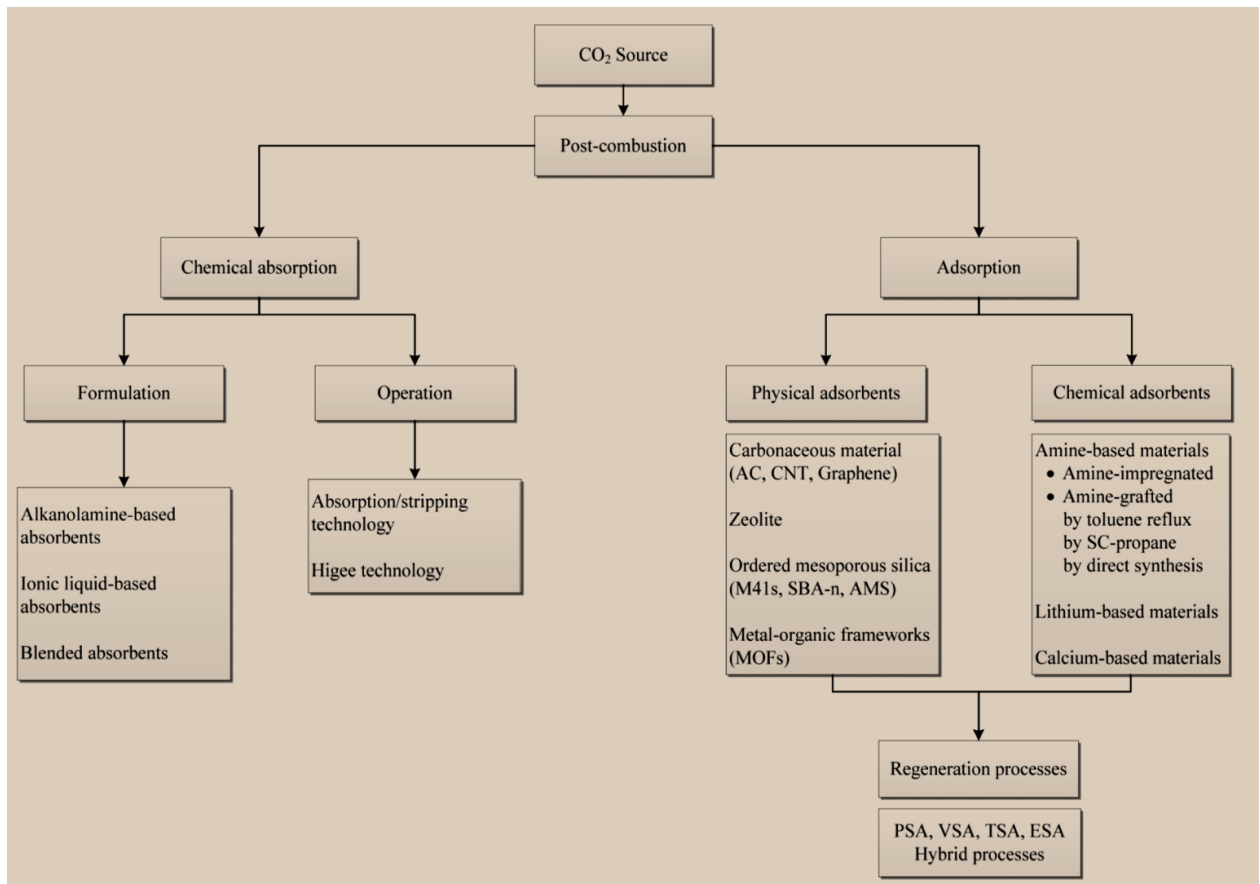 CO₂ Source
Post-combustion
Chemical absorption
Adsorption
Formulation
Operation
Physical adsorbents
Chemical adsorbents
Alkanolamine-based
absorbents
Ionic liquid-based
absorbents
Blended absorbents
Absorption/stripping
technology
Higee technology
Carbonaceous material
(AC, CNT, Graphene)
Zeolite
Ordered mesoporous silica
(M41s, SBA-n, AMS)
Metal-organic frameworks
(MOFs)
Amine-based materials
● Amine-impregnated
● Amine-grafted
by toluene reflux
by SC-propane
by direct synthesis
Lithium-based materials
Calcium-based materials
Regeneration processes
PSA, VSA, TSA, ESA
Hybrid processes